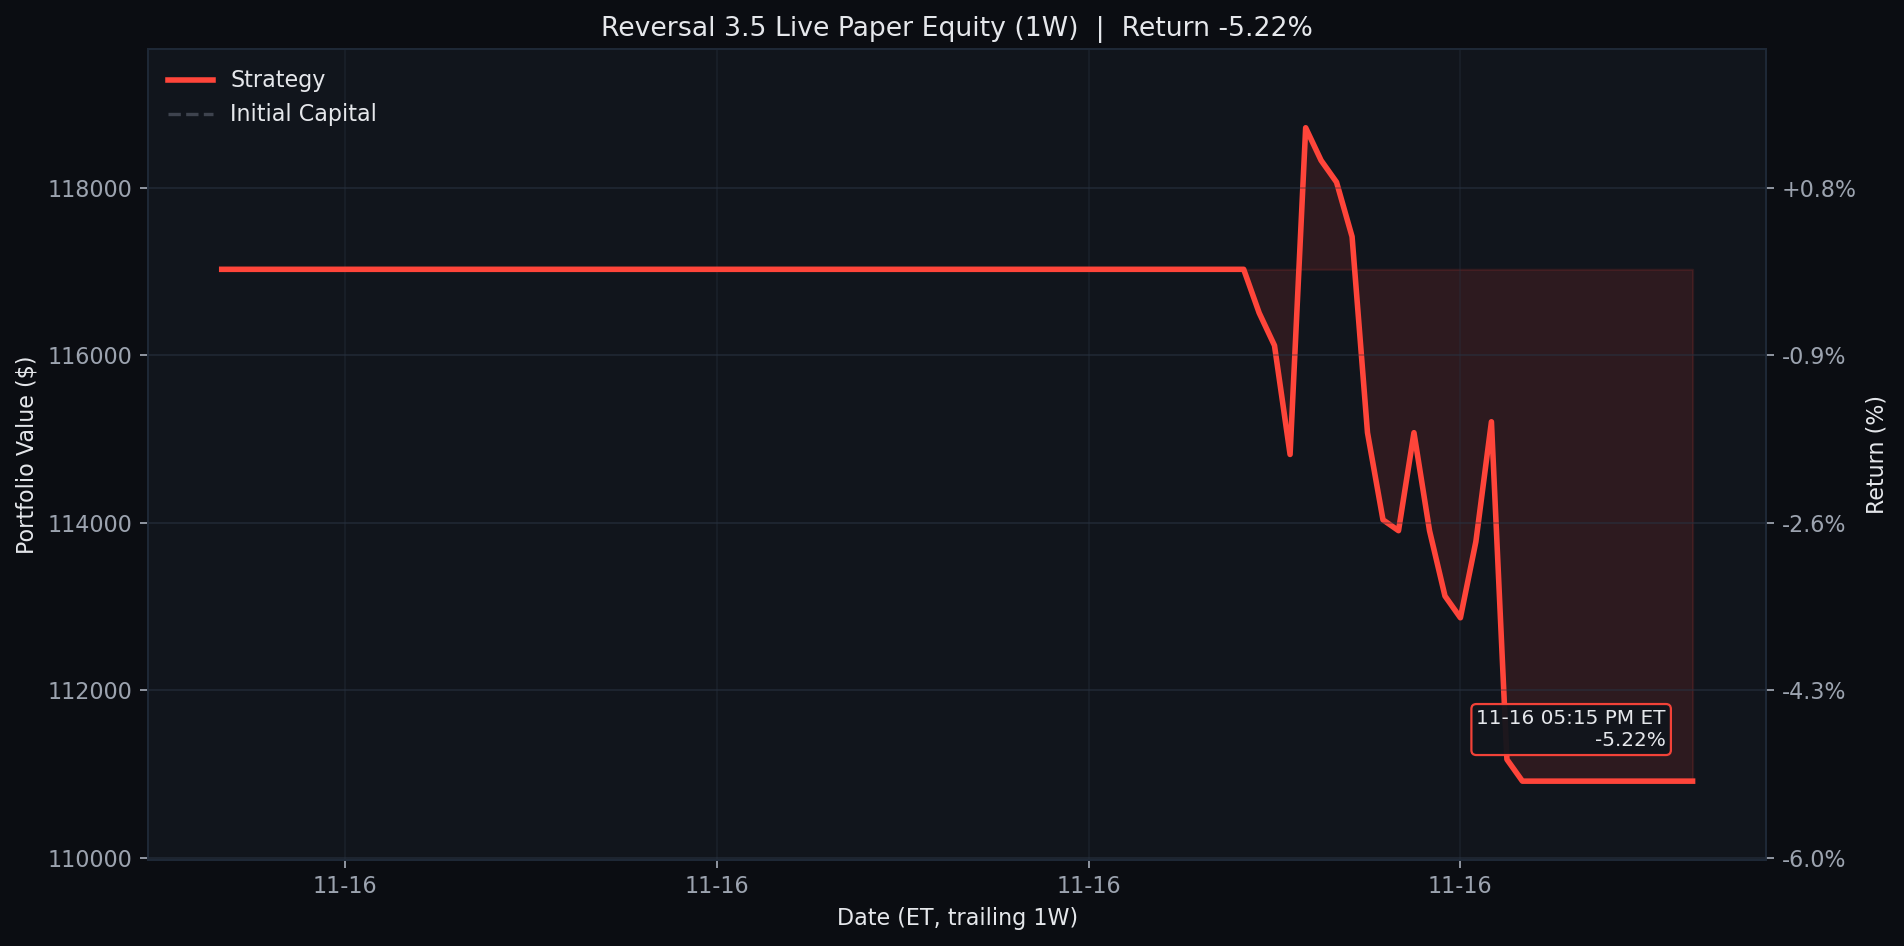 Reversal 3.5 Live Paper Equity (1W) | Return -5.22%
Strategy
Initial Capital
118000
116000
114000
112000
110000
Portfolio Value ($)
+0.8%
-0.9%
-2.6%
-4.3%
-6.0%
Return (%)
11-16 05:15 PM ET
-5.22%
11-16
11-16
11-16
11-16
Date (ET, trailing 1W)